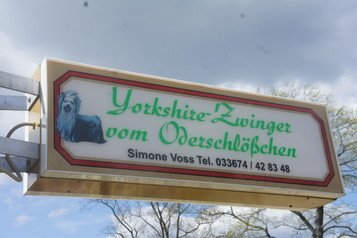 Yorkshire-Zwinger
vom Oderschlößchen
Simone Voss Tel. 033674 / 42 83 48